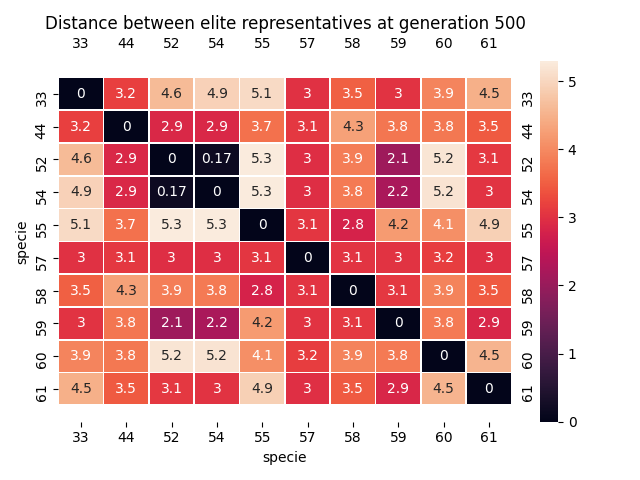 Distance between elite representatives at generation 500
33 44 52 54 55 57 58 59 60 61
33 0 3.2 4.6 4.9 5.1 3 3.5 3 3.9 4.5 33
44 3.2 0 2.9 2.9 3.7 3.1 4.3 3.8 3.8 3.5 44
52 4.6 2.9 0 0.17 5.3 3 3.9 2.1 5.2 3.1 52
54 4.9 2.9 0.17 0 5.3 3 3.8 2.2 5.2 3 54
55 5.1 3.7 5.3 5.3 0 3.1 2.8 4.2 4.1 4.9 55
57 3 3.1 3 3 3.1 0 3.1 3 3.2 3 57
58 3.5 4.3 3.9 3.8 2.8 3.1 0 3.1 3.9 3.5 58
59 3 3.8 2.1 2.2 4.2 3 3.1 0 3.8 2.9 59
60 3.9 3.8 5.2 5.2 4.1 3.2 3.9 3.8 0 4.5 60
61 4.5 3.5 3.1 3 4.9 3 3.5 2.9 4.5 0 61
33 44 52 54 55 57 58 59 60 61
specie
specie
5
4
3
2
1
0